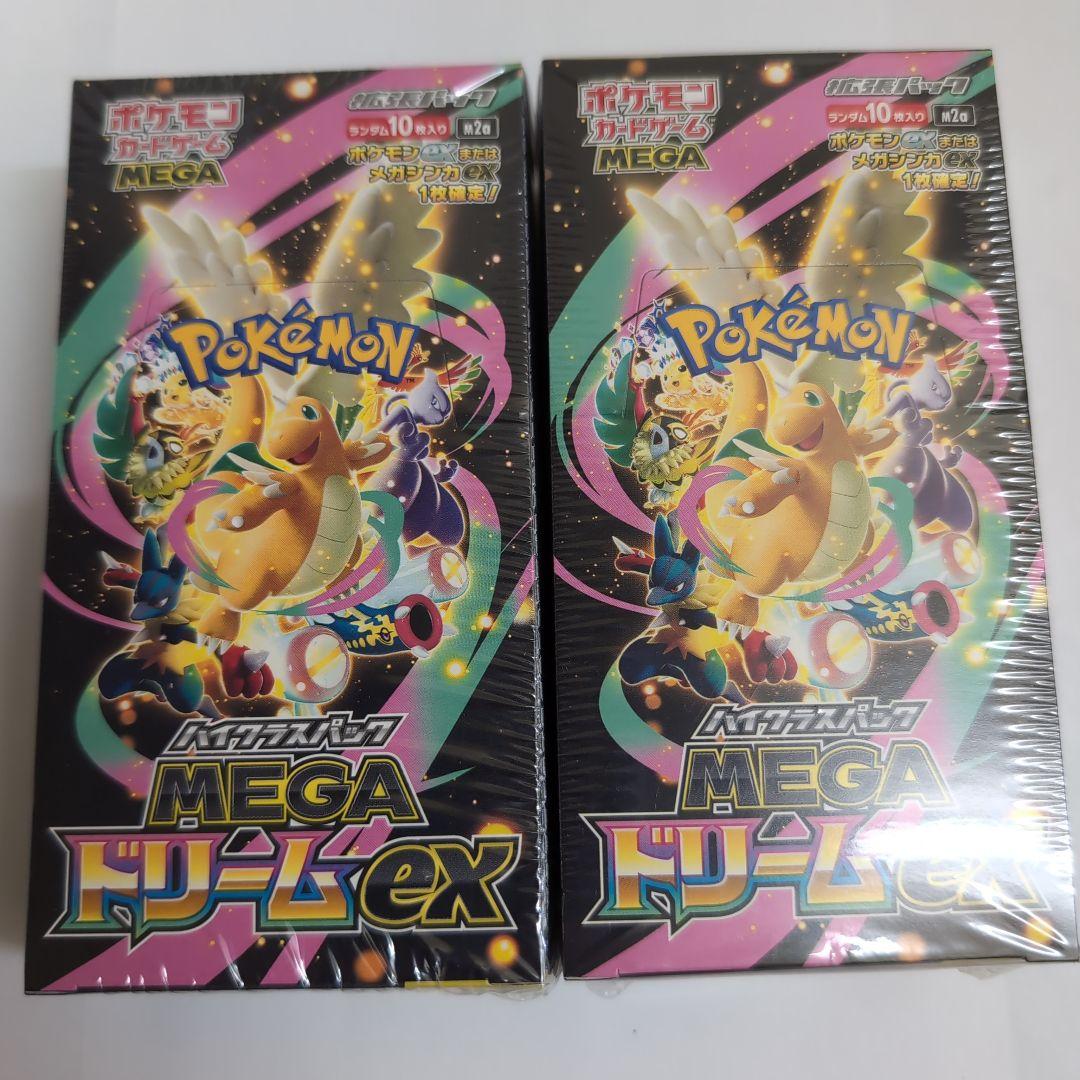 ポケモン
カードゲーム
MEGA
拡張パック
ランダム10枚入り M2a
ポケモンexまたは
メガシンカex
1枚確定!
POKéMON
TM
ハイクラスパック
MEGA
ドリームex
ポケモン
カードゲーム
MEGA
拡張パック
ランダム10枚入り M2a
ポケモンexまたは
メガシンカex
1枚確定!
POKéMON
TM
ハイクラスパック
MEGA
ドリームex